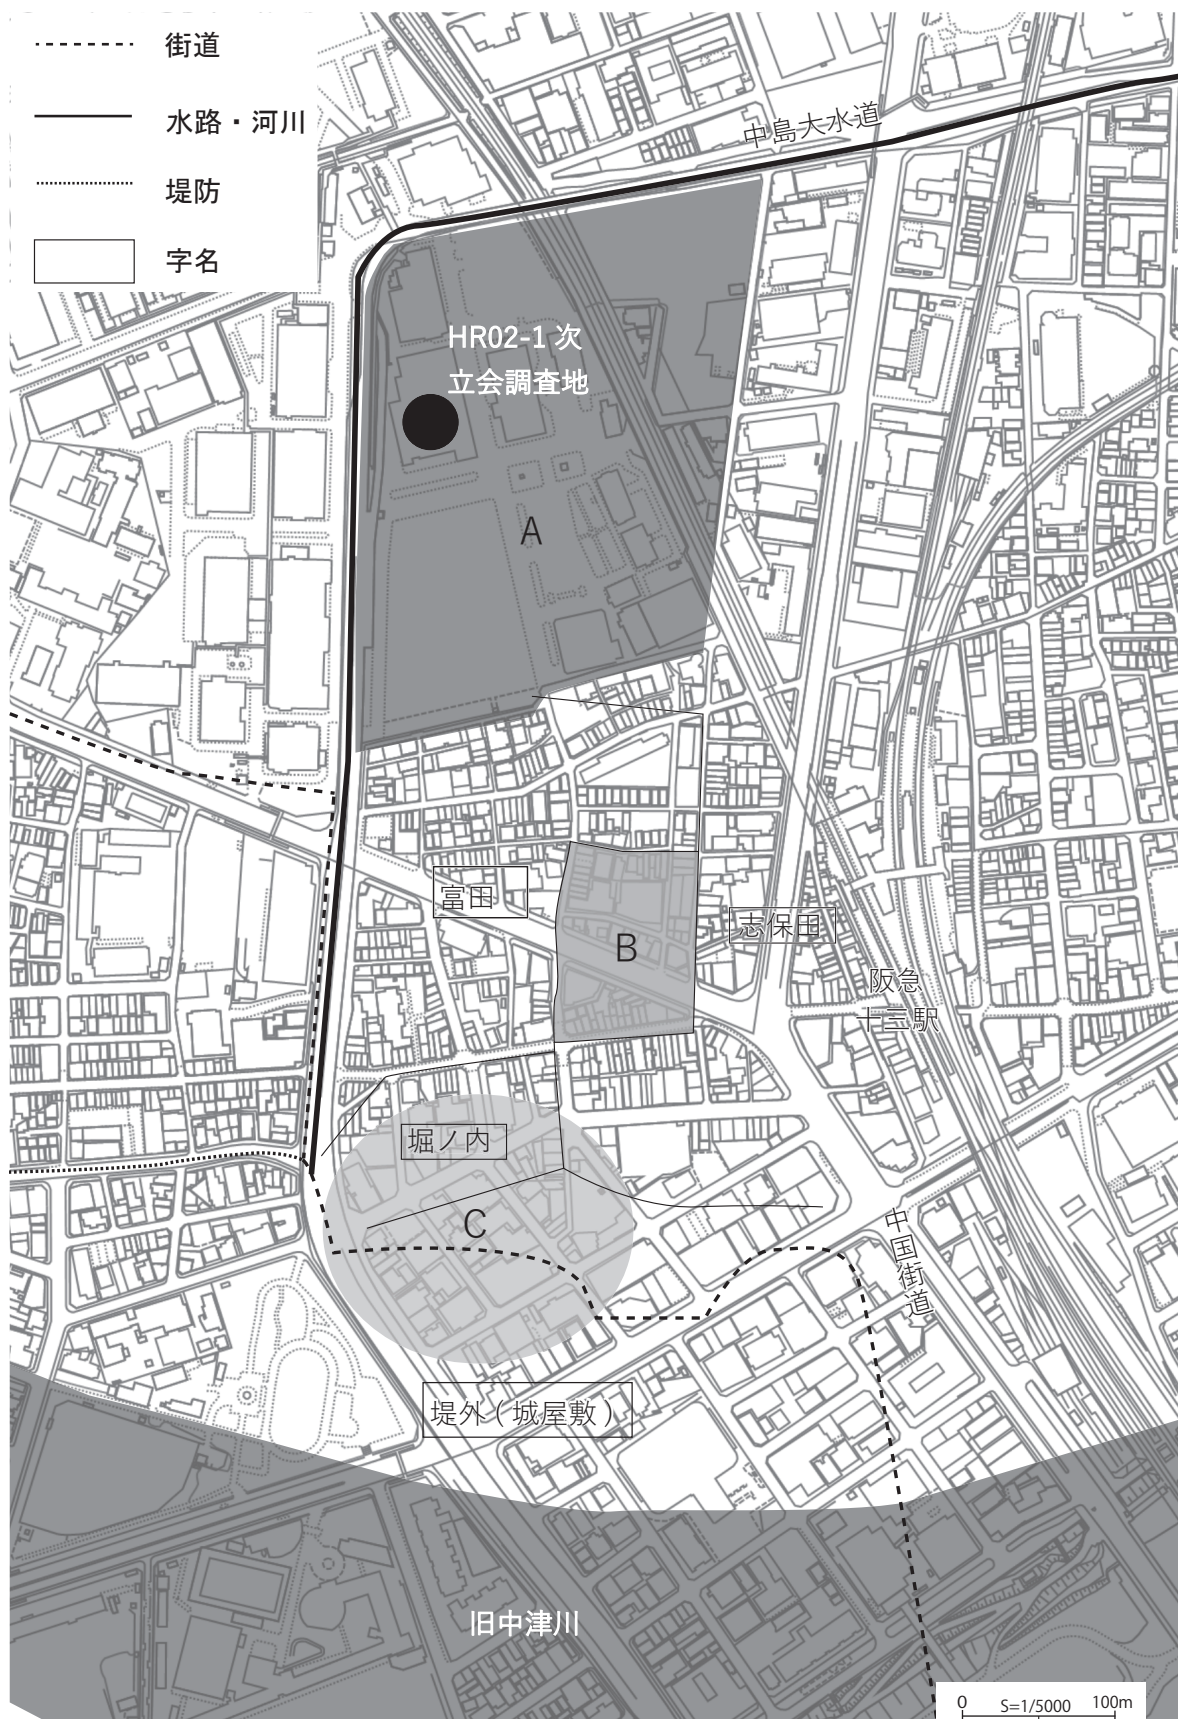 街道
水路・河川
堤防
字名
中島大水道
HR02-1 次
立会調査地
A
富田
B
志保田
阪急
十三駅
堀ノ内
C
中国街道
堤外 ( 城屋敷 )
旧中津川
0 S=1/5000 100m